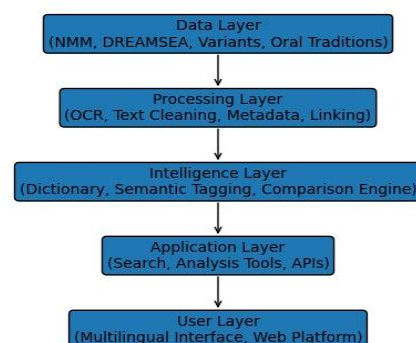 Data Layer
(NMM, DREAMSEA, Variants, Oral Traditions)
Processing Layer
(OCR, Text Cleaning, Metadata, Linking)
Intelligence Layer
(Dictionary, Semantic Tagging, Comparison Engine)
Application Layer
(Search, Analysis Tools, APIs)
User Layer
(Multilingual Interface, Web Platform)